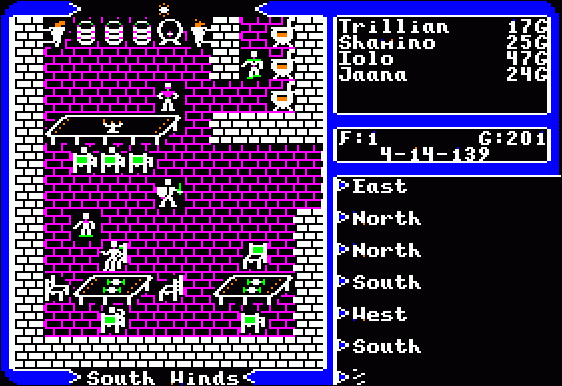 Trillian 17G
Shamino 25G
Iolo 47G
Jaana 24G
F:1 G:201
4-14-139
East
North
North
South
West
South
South Winds